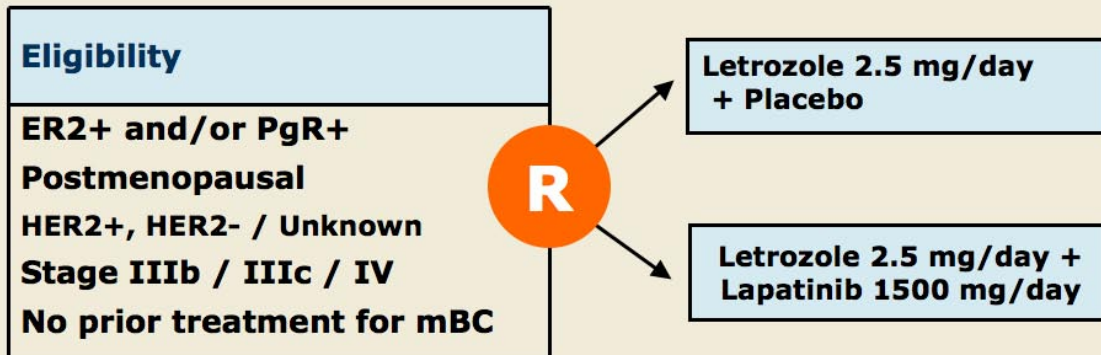 Eligibility
ER2+ and/or PgR+
Postmenopausal
HER2+, HER2- / Unknown
Stage IIIb / IIIc / IV
No prior treatment for mBC
R
Letrozole 2.5 mg/day
+ Placebo
Letrozole 2.5 mg/day +
Lapatinib 1500 mg/day